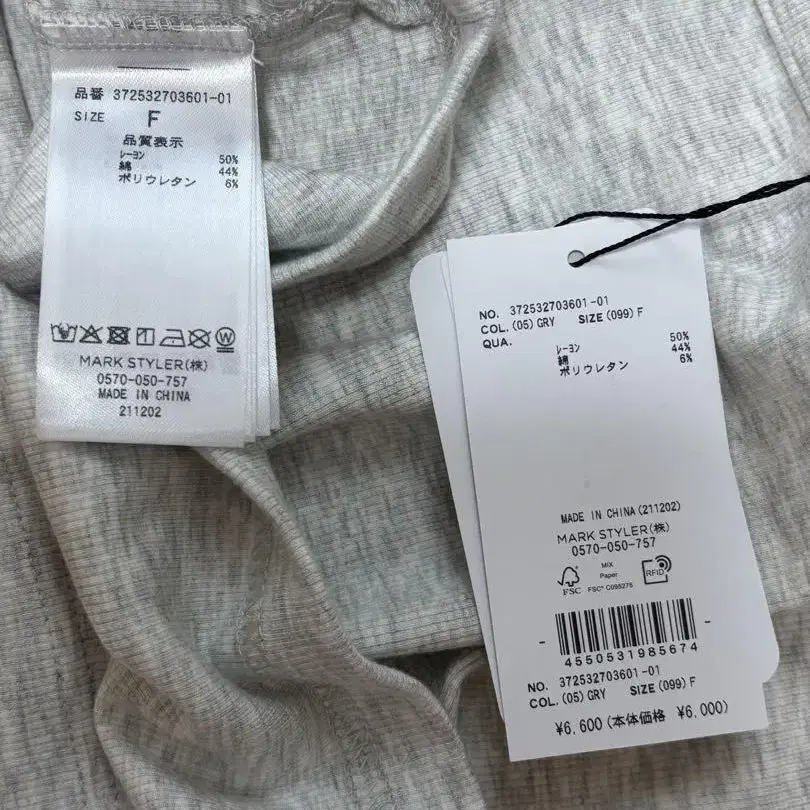 品番 372532703601-01
SIZE F
品質表示
レーヨン 50%
綿 44%
ポリウレタン 6%
W
MARK STYLER(株)
0570-050-757
MADE IN CHINA
211202
NO. 372532703601-01
COL.(05)GRY SIZE(099)F
QUA.
レーヨン 50%
綿 44%
ポリウレタン 6%
MADE IN CHINA(211202)
MARK STYLER(株)
0570-050-757
FSC
MIX
Paper
FSC® C095275
RFID
4550531985674
NO. 372532703601-01
COL.(05)GRY SIZE(099)F
¥6,600(本体価格 ¥6,000)